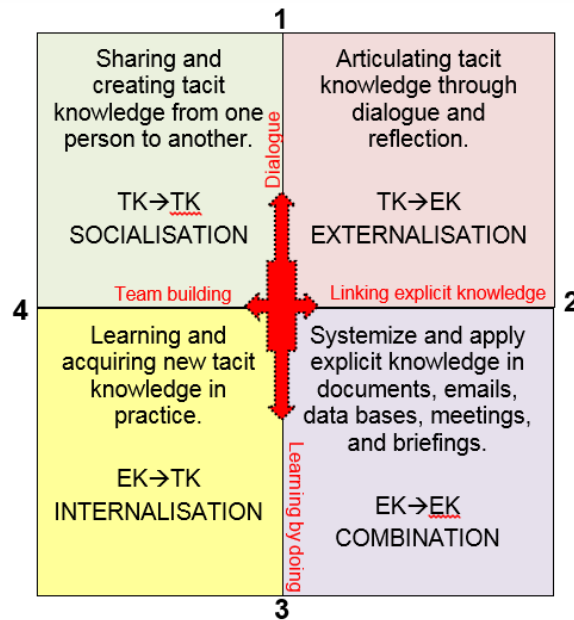 1
Sharing and
creating tacit
knowledge from one
person to another.
TK→TK
SOCIALISATION
Dialogue
Articulating tacit
knowledge through
dialogue and
reflection.
TK→EK
EXTERNALISATION
Team building
Linking explicit knowledge
4
2
Learning and
acquiring new tacit
knowledge in
practice.
EK→TK
INTERNALISATION
Learning by doing
Systemize and apply
explicit knowledge in
documents, emails,
data bases, meetings,
and briefings.
EK→EK
COMBINATION
3